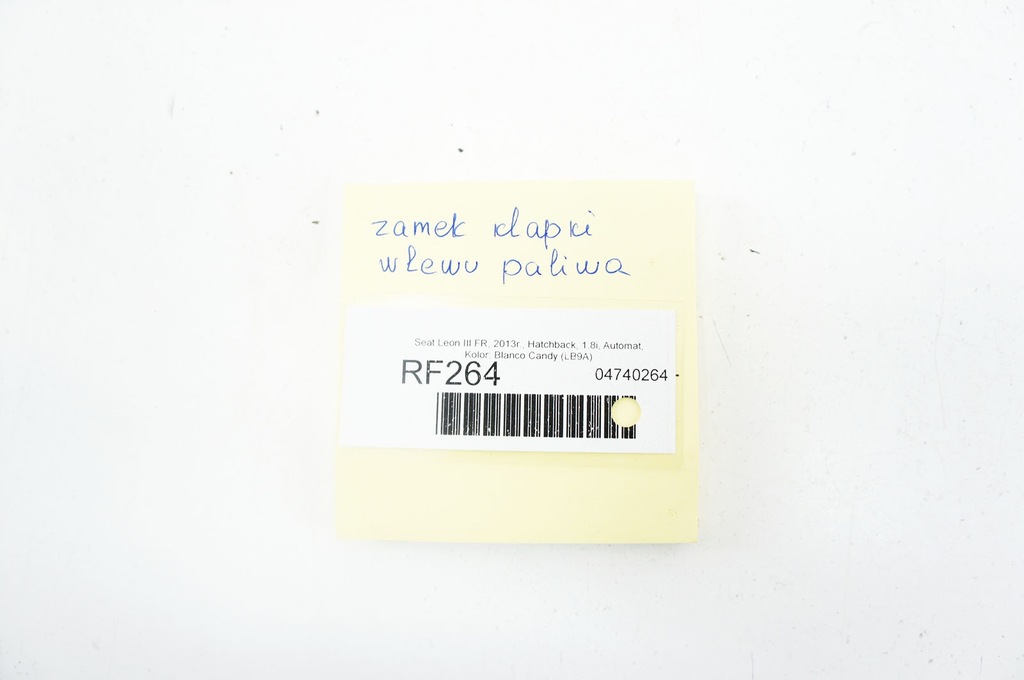 zamek klapki
wlewu paliwa
Seat Leon III FR, 2013r., Hatchback, 1.8i, Automat,
Kolor: Blanco Candy (LB9A)
RF264 04740264 -